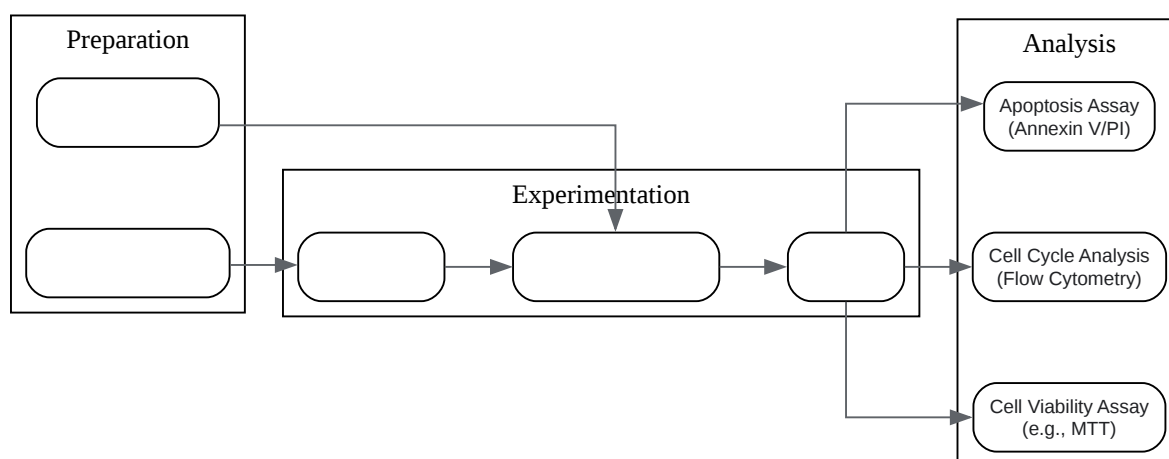 Preparation
Experimentation
Analysis
Apoptosis Assay
(Annexin V/PI)
Cell Cycle Analysis
(Flow Cytometry)
Cell Viability Assay
(e.g., MTT)